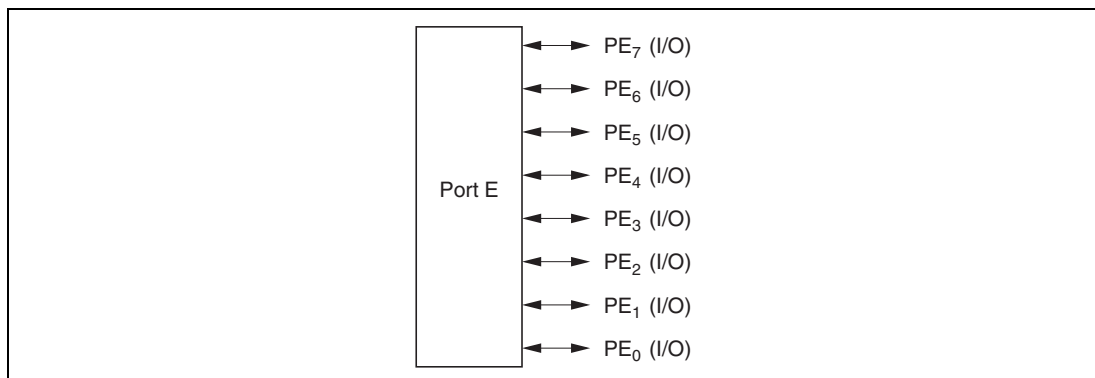 PE₇ (I/O)
PE₆ (I/O)
PE₅ (I/O)
PE₄ (I/O)
Port E
PE₃ (I/O)
PE₂ (I/O)
PE₁ (I/O)
PE₀ (I/O)